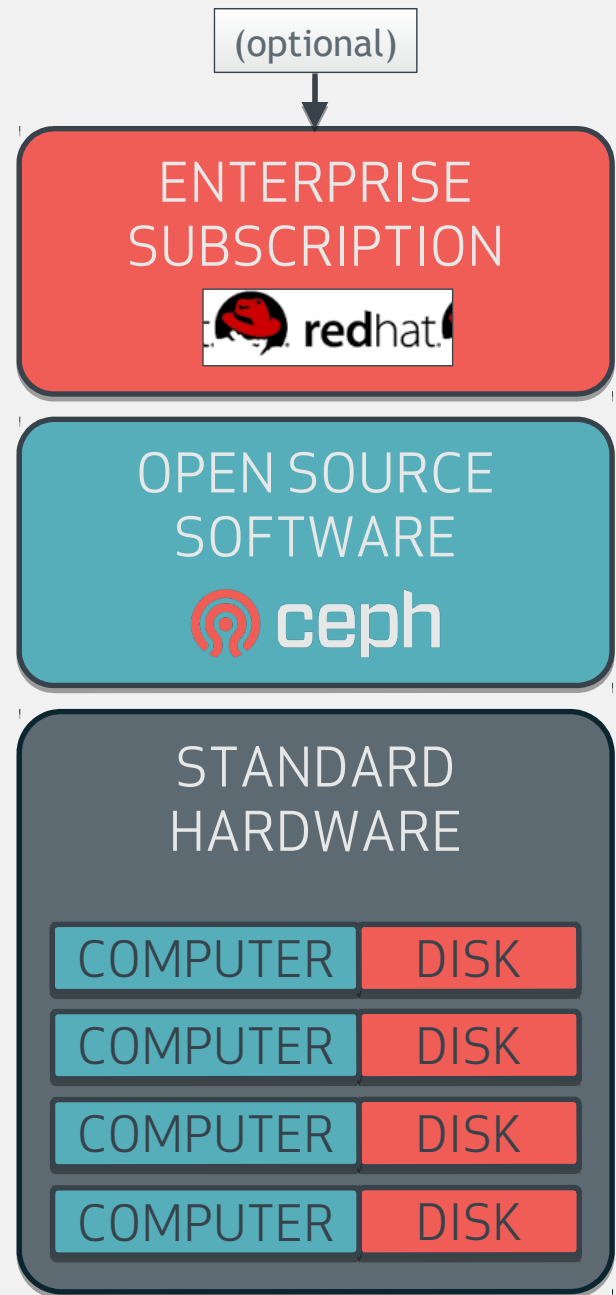 (optional)
ENTERPRISE
SUBSCRIPTION
redhat.
OPEN SOURCE
SOFTWARE
ceph
STANDARD
HARDWARE
COMPUTER DISK
COMPUTER DISK
COMPUTER DISK
COMPUTER DISK